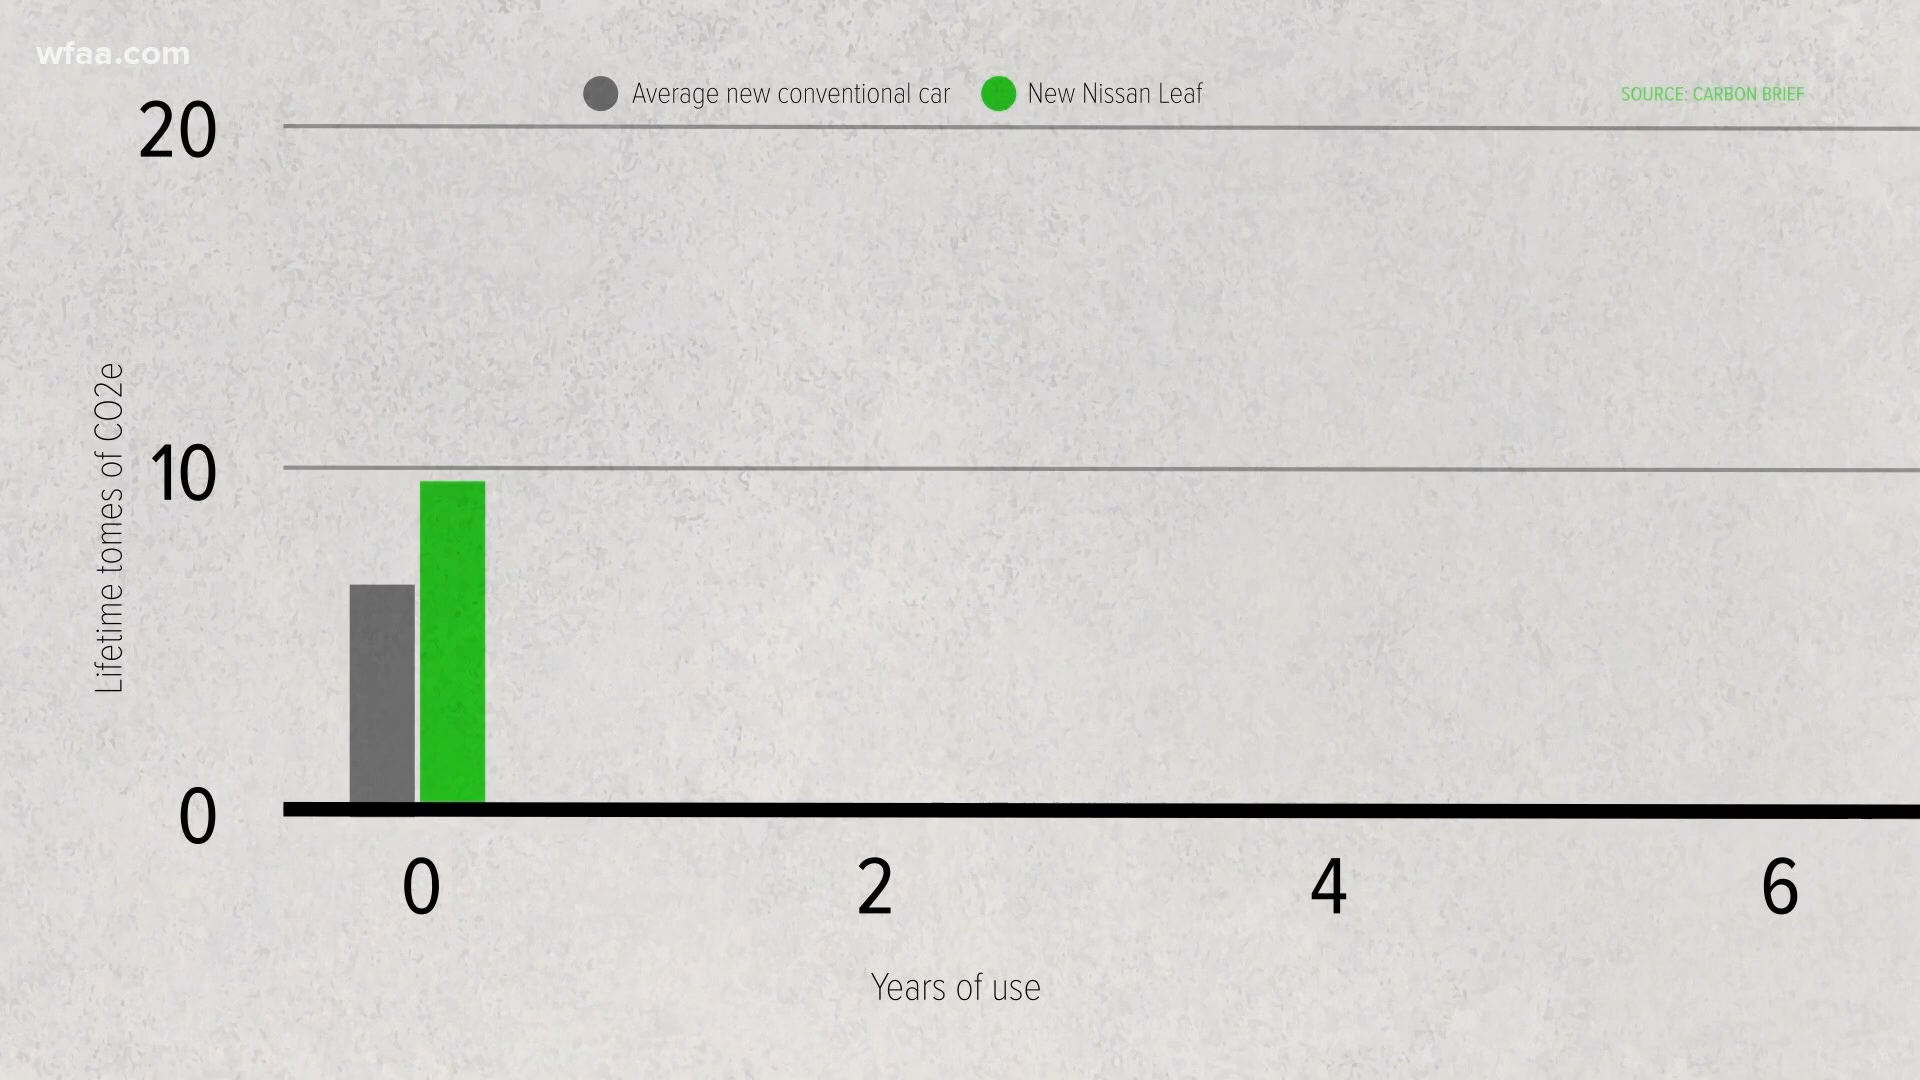 wfaa.com
Average new conventional car
New Nissan Leaf
SOURCE: CARBON BRIEF
20
10
0
Lifetime tomes of CO2e
0
2
4
6
Years of use